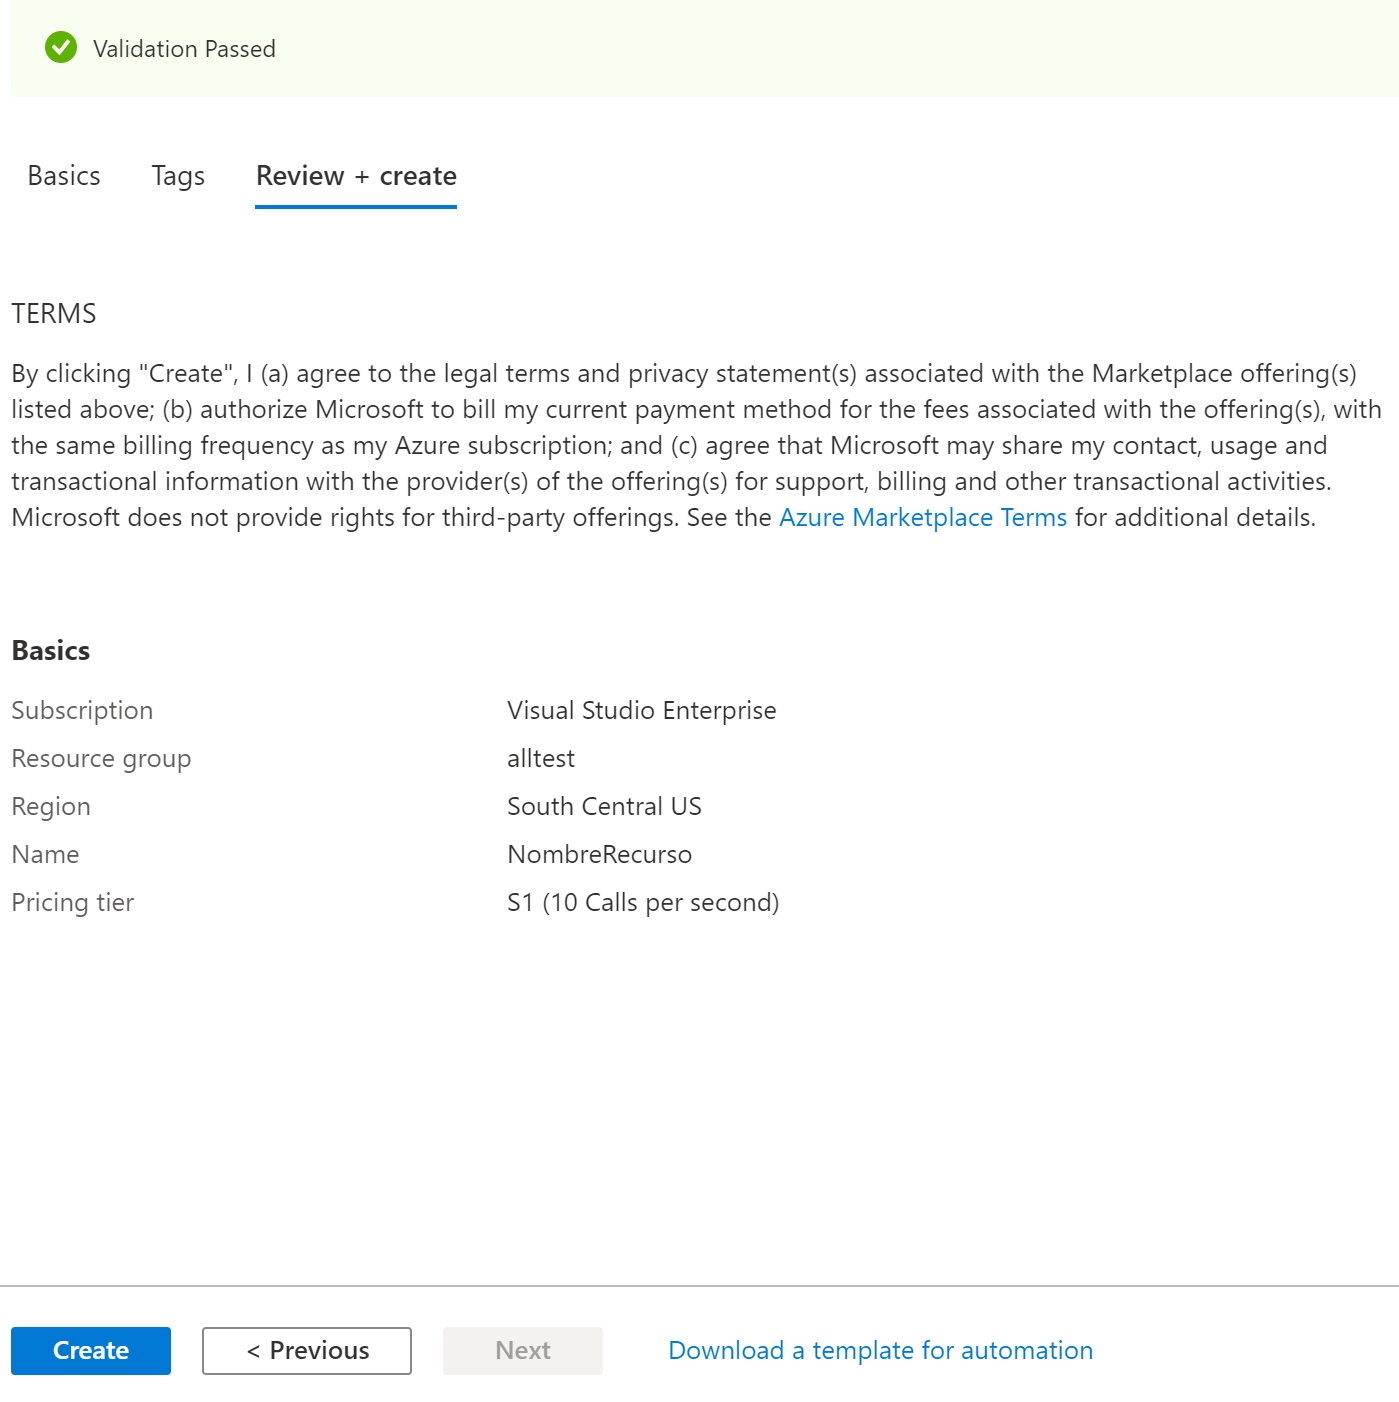 Validation Passed
Basics
Tags
Review + create
TERMS
By clicking "Create", I (a) agree to the legal terms and privacy statement(s) associated with the Marketplace offering(s)
listed above; (b) authorize Microsoft to bill my current payment method for the fees associated with the offering(s), with
the same billing frequency as my Azure subscription; and (c) agree that Microsoft may share my contact, usage and
transactional information with the provider(s) of the offering(s) for support, billing and other transactional activities.
Microsoft does not provide rights for third-party offerings. See the Azure Marketplace Terms for additional details.
Basics
Subscription Visual Studio Enterprise
Resource group alltest
Region South Central US
Name NombreRecurso
Pricing tier S1 (10 Calls per second)
Create
< Previous
Next
Download a template for automation